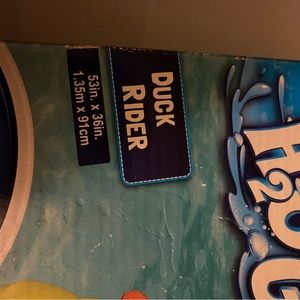 DUCK
RIDER
53in. x 36in.
1.35m x 91cm
H2O